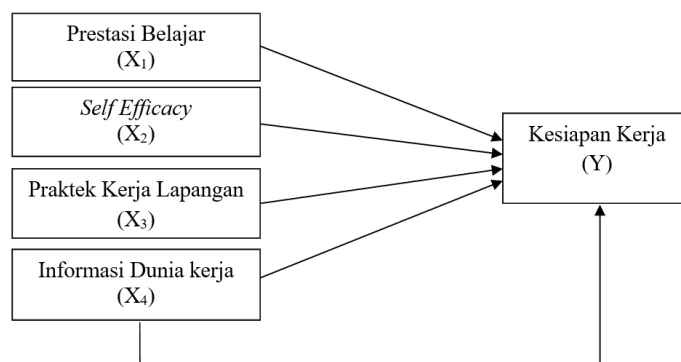 Prestasi Belajar
(X₁)
Self Efficacy
(X₂)
Praktek Kerja Lapangan
(X₃)
Informasi Dunia kerja
(X₄)
Kesiapan Kerja
(Y)